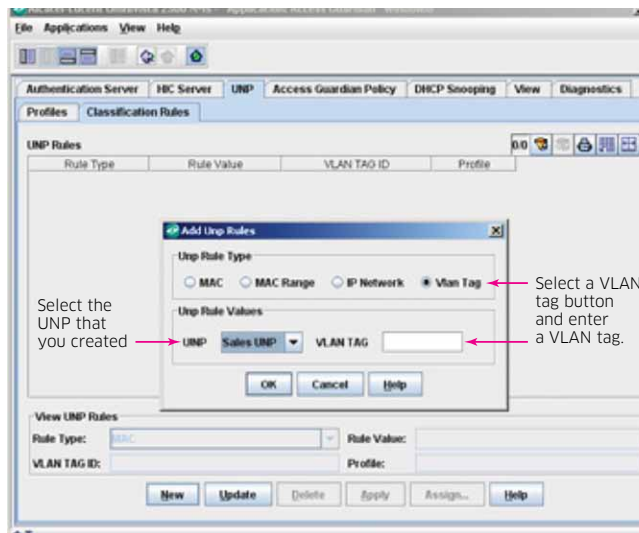 File Applications View Help
Authentication Server HIC Server UNP Access Guardian Policy DHCP Snooping View Diagnostics
Profiles Classification Rules
UNP Rules
0/0
Rule Type Rule Value VLAN TAG ID Profile
Add Unp Rules
Unp Rule Type
MAC MAC Range IP Network Vlan Tag
Select a VLAN
tag button
and enter
a VLAN tag.
Select the
UNP that
you created
Unp Rule Values
UNP Sales UNP VLAN TAG
OK Cancel Help
View UNP Rules
Rule Type: MAC Rule Value:
VLAN TAG ID: Profile:
New Update Delete Apply Assign... Help